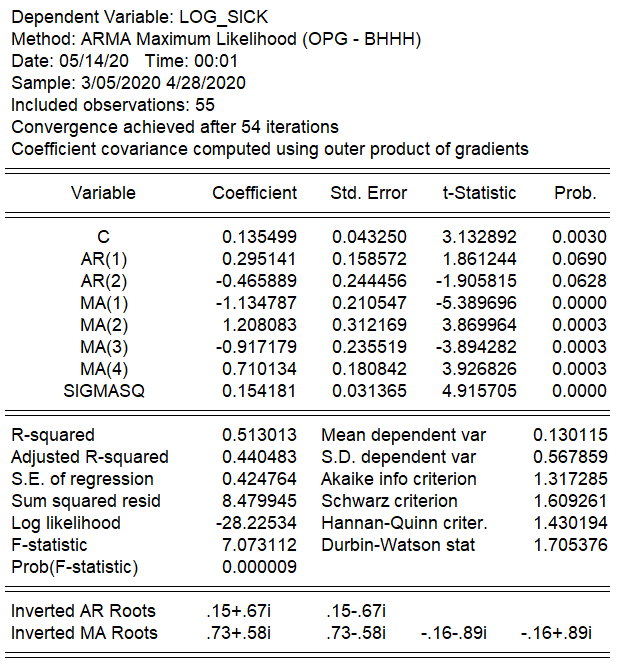 Dependent Variable: LOG_SICK
Method: ARMA Maximum Likelihood (OPG - BHHH)
Date: 05/14/20 Time: 00:01
Sample: 3/05/2020 4/28/2020
Included observations: 55
Convergence achieved after 54 iterations
Coefficient covariance computed using outer product of gradients
Variable Coefficient Std. Error t-Statistic Prob.
C 0.135499 0.043250 3.132892 0.0030
AR(1) 0.295141 0.158572 1.861244 0.0690
AR(2) -0.465889 0.244456 -1.905815 0.0628
MA(1) -1.134787 0.210547 -5.389696 0.0000
MA(2) 1.208083 0.312169 3.869964 0.0003
MA(3) -0.917179 0.235519 -3.894282 0.0003
MA(4) 0.710134 0.180842 3.926826 0.0003
SIGMASQ 0.154181 0.031365 4.915705 0.0000
R-squared 0.513013 Mean dependent var 0.130115
Adjusted R-squared 0.440483 S.D. dependent var 0.567859
S.E. of regression 0.424764 Akaike info criterion 1.317285
Sum squared resid 8.479945 Schwarz criterion 1.609261
Log likelihood -28.22534 Hannan-Quinn criter. 1.430194
F-statistic 7.073112 Durbin-Watson stat 1.705376
Prob(F-statistic) 0.000009
Inverted AR Roots .15+.67i .15-.67i
Inverted MA Roots .73+.58i .73-.58i -.16-.89i -.16+.89i